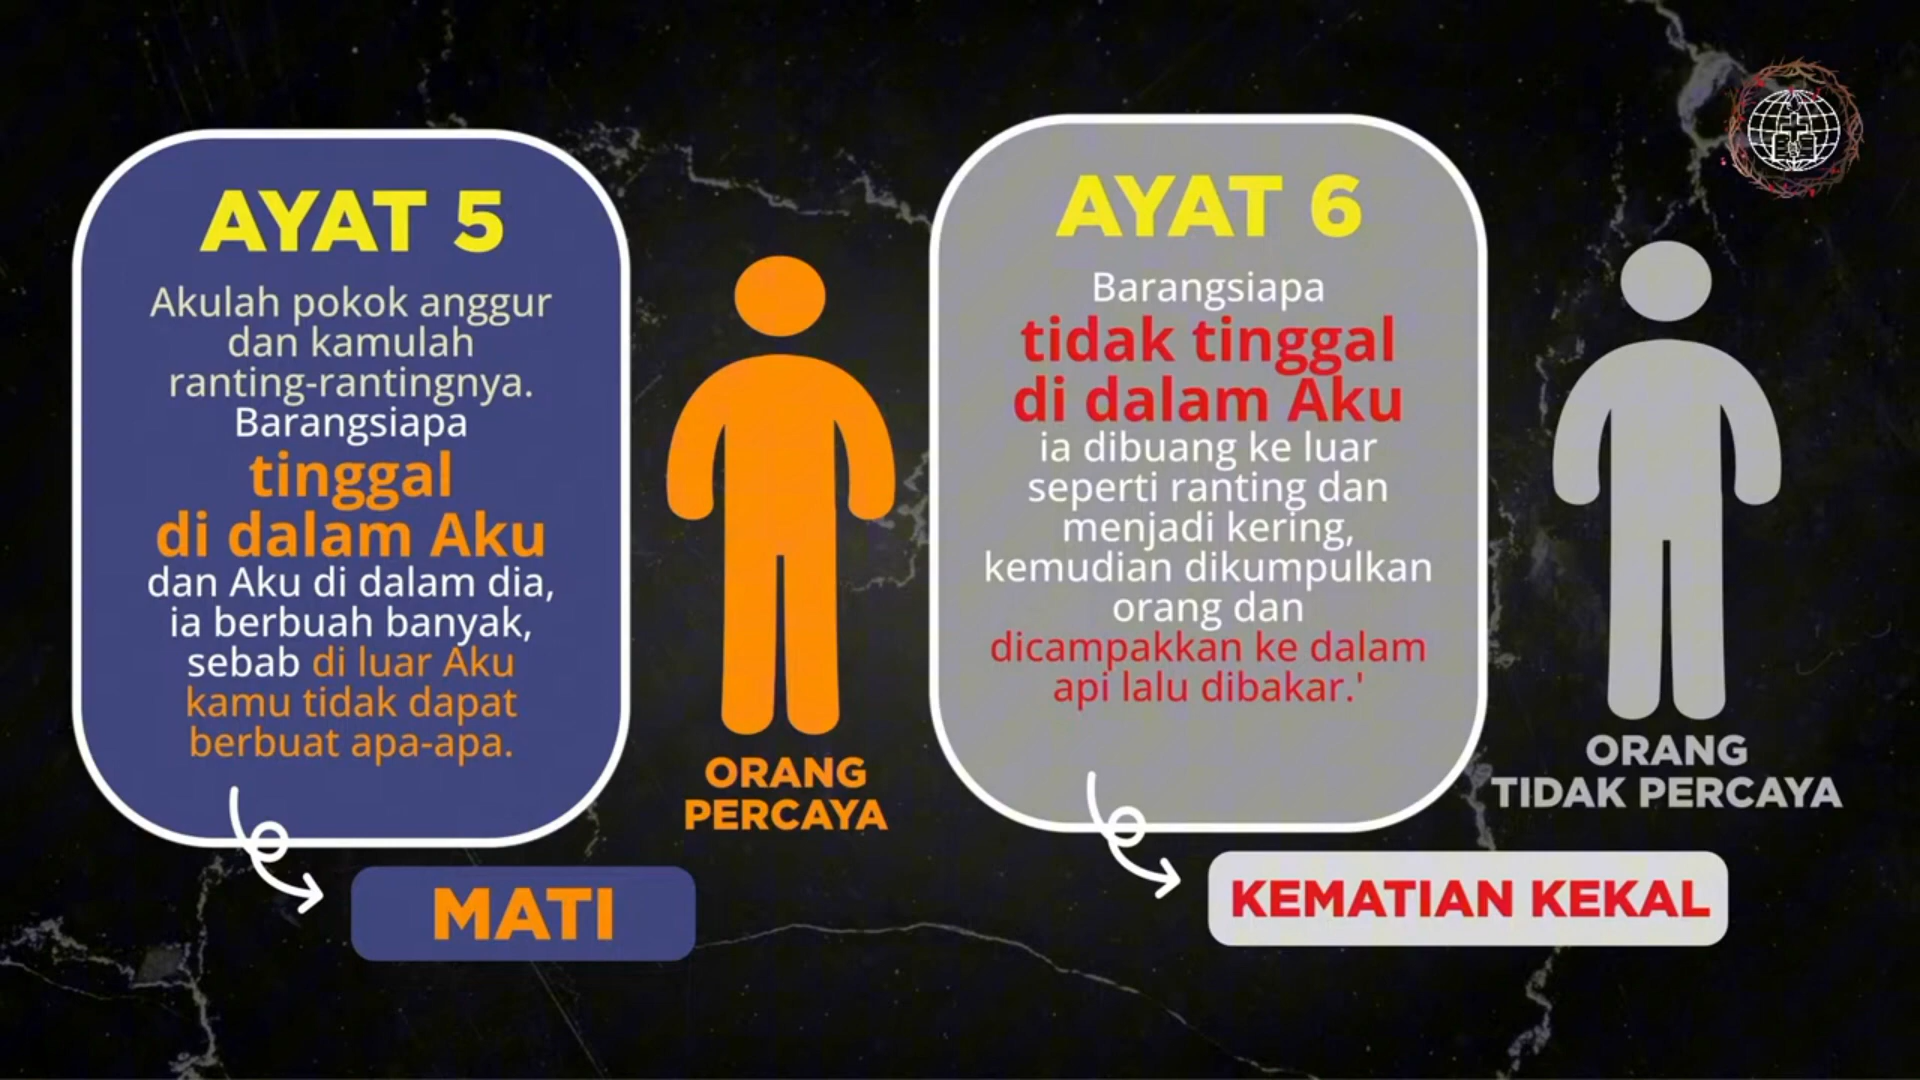 AYAT 5
Akulah pokok anggur
dan kamulah
ranting-rantingnya.
Barangsiapa
tinggal
di dalam Aku
dan Aku di dalam dia,
ia berbuah banyak,
sebab di luar Aku
kamu tidak dapat
berbuat apa-apa.
MATI
ORANG
PERCAYA
AYAT 6
Barangsiapa
tidak tinggal
di dalam Aku
ia dibuang ke luar
seperti ranting dan
menjadi kering,
kemudian dikumpulkan
orang dan
dicampakkan ke dalam
api lalu dibakar.'
KEMATIAN KEKAL
ORANG
TIDAK PERCAYA